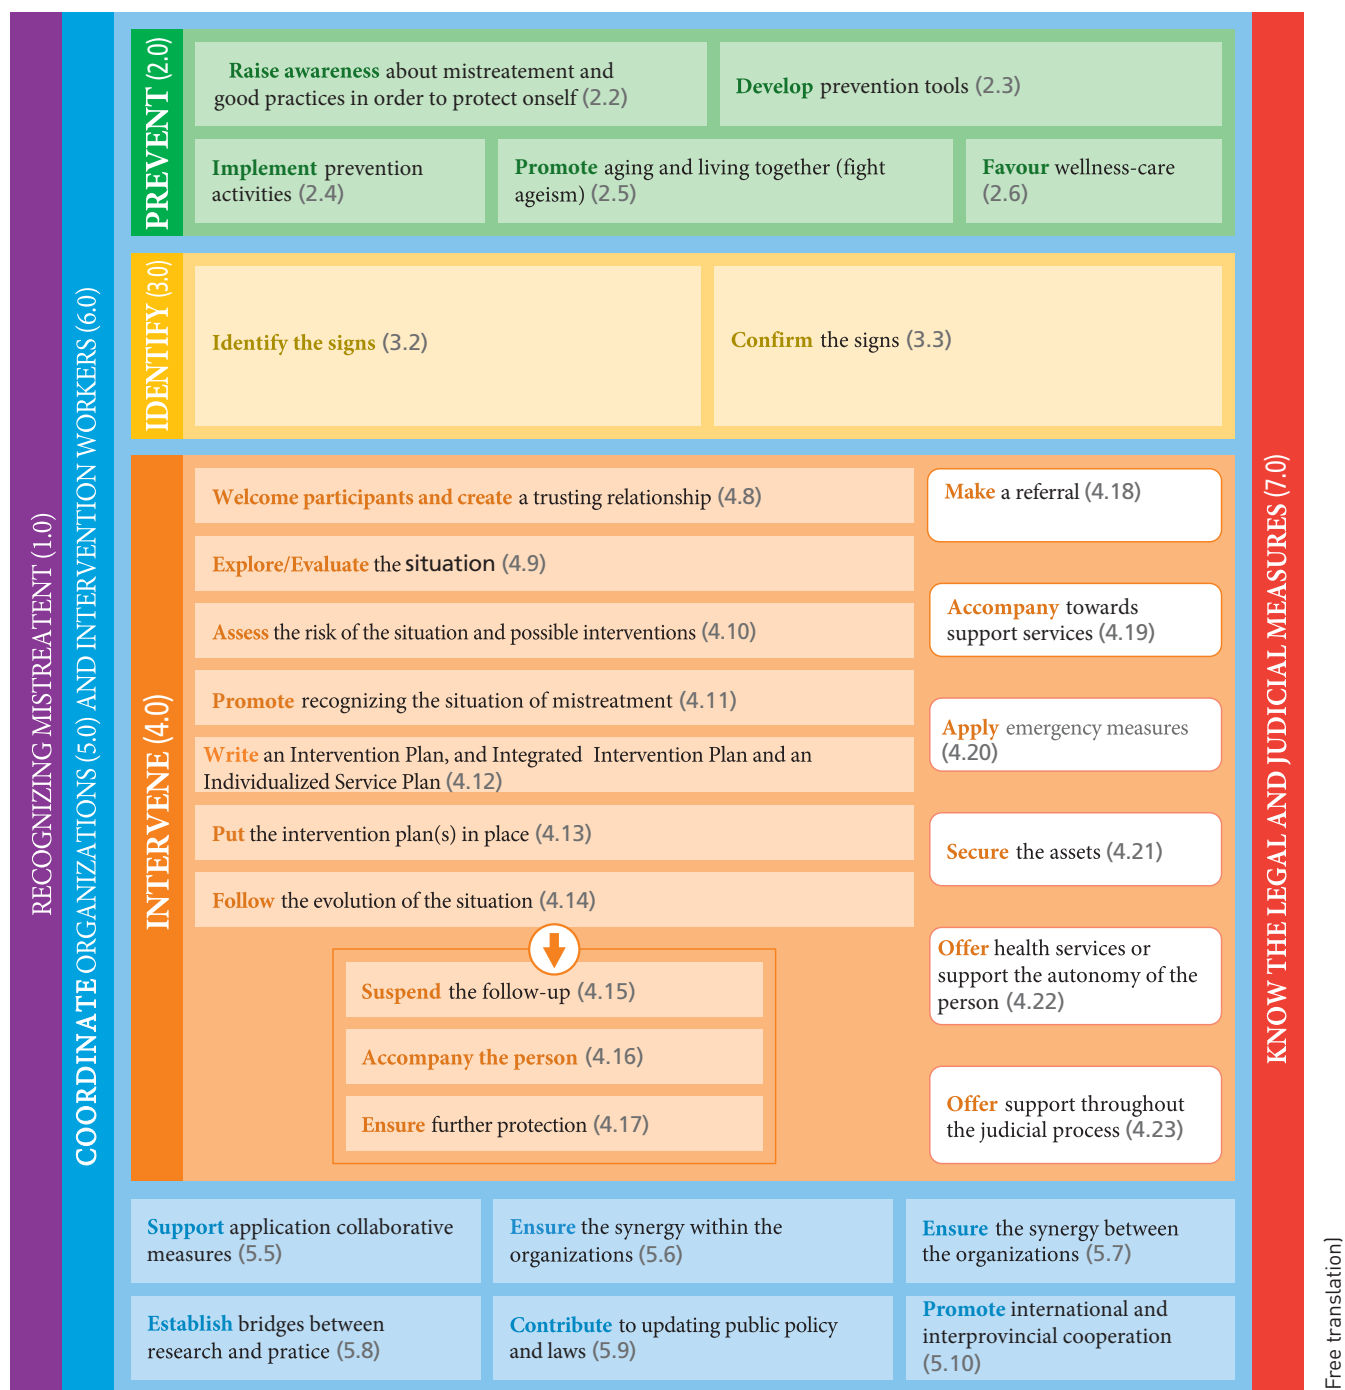 RECOGNIZING MISTREATENT (1.0)
COORDINATE ORGANIZATIONS (5.0) AND INTERVENTION WORKERS (6.0)
PREVENT (2.0)
Raise awareness about mistreatement and
good practices in order to protect onself (2.2)
Develop prevention tools (2.3)
Implement prevention
activities (2.4)
Promote aging and living together (fight
ageism) (2.5)
Favour wellness-care
(2.6)
IDENTIFY (3.0)
Identify the signs (3.2)
Confirm the signs (3.3)
INTERVENE (4.0)
Welcome participants and create a trusting relationship (4.8)
Explore/Evaluate the situation (4.9)
Assess the risk of the situation and possible interventions (4.10)
Promote recognizing the situation of mistreatment (4.11)
Write an Intervention Plan, and Integrated Intervention Plan and an
Individualized Service Plan (4.12)
Put the intervention plan(s) in place (4.13)
Follow the evolution of the situation (4.14)
Suspend the follow-up (4.15)
Accompany the person (4.16)
Ensure further protection (4.17)
Make a referral (4.18)
Accompany towards
support services (4.19)
Apply emergency measures
(4.20)
Secure the assets (4.21)
Offer health services or
support the autonomy of the
person (4.22)
Offer support throughout
the judicial process (4.23)
Support application collaborative
measures (5.5)
Ensure the synergy within the
organizations (5.6)
Ensure the synergy between
the organizations (5.7)
Establish bridges between
research and pratice (5.8)
Contribute to updating public policy
and laws (5.9)
Promote international and
interprovincial cooperation
(5.10)
KNOW THE LEGAL AND JUDICIAL MEASURES (7.0)
Free translation)